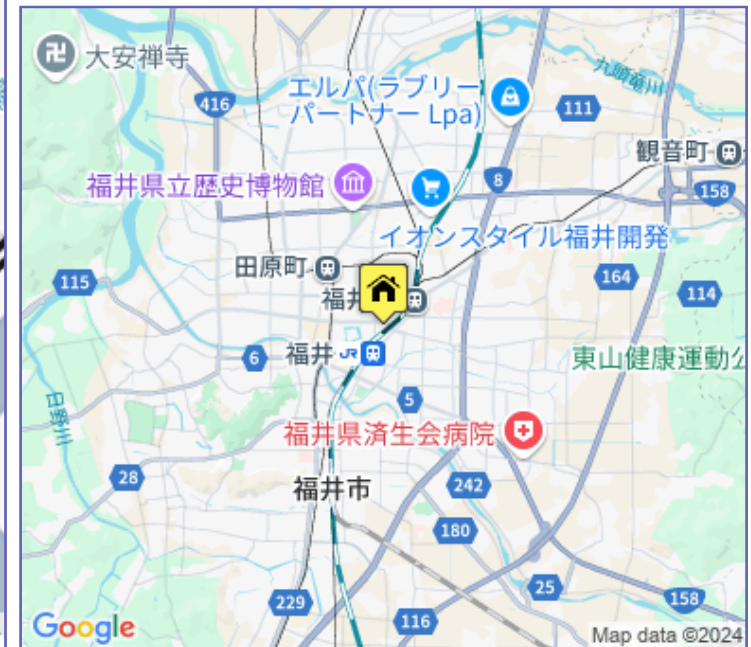 大安禅寺
エルパ(ラブリー
パートナー Lpa)
九頭竜川
416
111
観音町
8
158
福井県立歴史博物館
イオンスタイル福井開発
田原町
115
164
114
福井
福井
JR
6
東山健康運動公
5
日野川
福井県済生会病院
28
福井市
242
180
25
229
116
158
Google
Map data ©2024